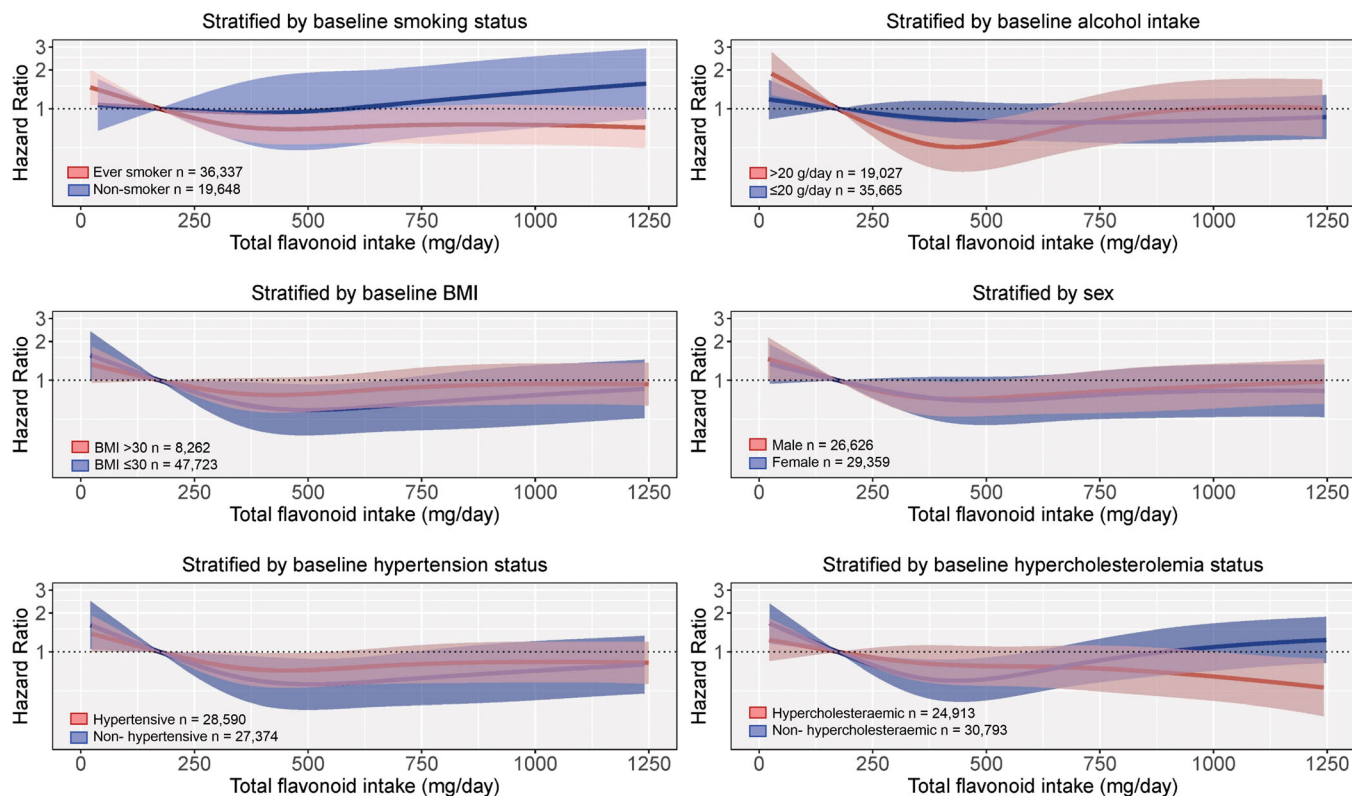 Stratified by baseline smoking status
3
2
1
Hazard Ratio
Ever smoker n = 36,337
Non-smoker n = 19,648
0 250 500 750 1000 1250
Total flavonoid intake (mg/day)
Stratified by baseline alcohol intake
3
2
1
Hazard Ratio
>20 g/day n = 19,027
≤20 g/day n = 35,665
0 250 500 750 1000 1250
Total flavonoid intake (mg/day)
Stratified by baseline BMI
3
2
1
Hazard Ratio
BMI >30 n = 8,262
BMI ≤30 n = 47,723
0 250 500 750 1000 1250
Total flavonoid intake (mg/day)
Stratified by sex
3
2
1
Hazard Ratio
Male n = 26,626
Female n = 29,359
0 250 500 750 1000 1250
Total flavonoid intake (mg/day)
Stratified by baseline hypertension status
3
2
1
Hazard Ratio
Hypertensive n = 28,590
Non- hypertensive n = 27,374
0 250 500 750 1000 1250
Total flavonoid intake (mg/day)
Stratified by baseline hypercholesterolemia status
3
2
1
Hazard Ratio
Hypercholesteraemic n = 24,913
Non- hypercholesteraemic n = 30,793
0 250 500 750 1000 1250
Total flavonoid intake (mg/day)